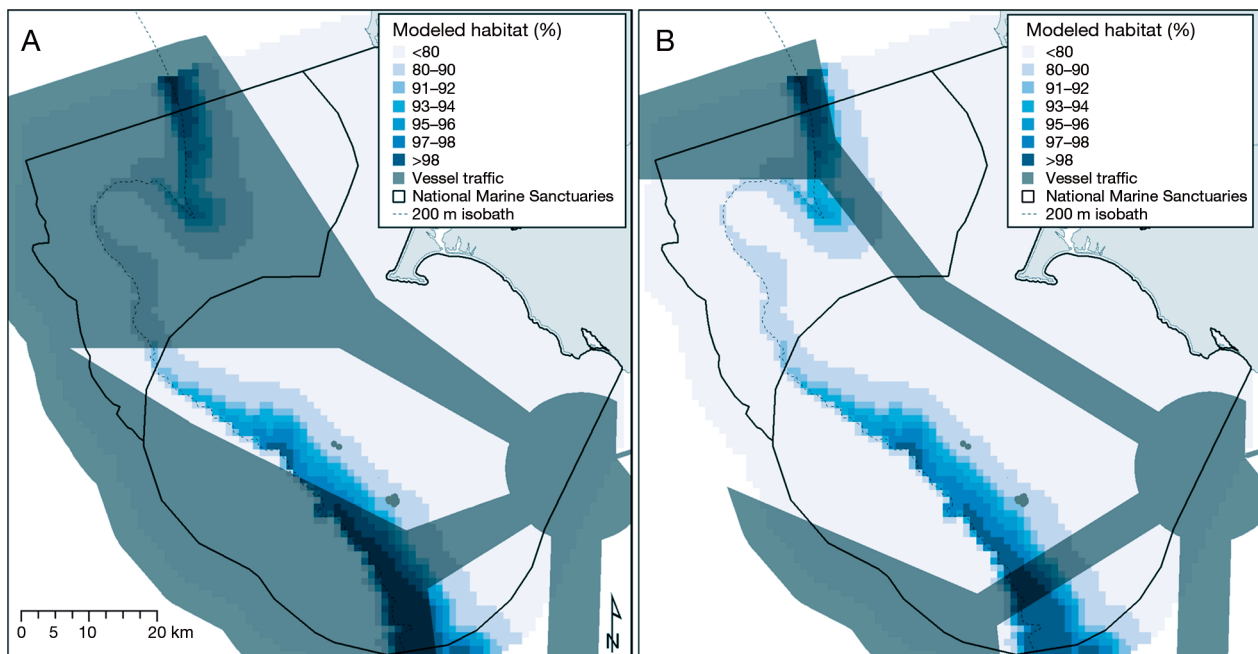 A
Modeled habitat (%)
<80
80–90
91–92
93–94
95–96
97–98
>98
Vessel traffic
National Marine Sanctuaries
200 m isobath
0 5 10 20 km
N
B
Modeled habitat (%)
<80
80–90
91–92
93–94
95–96
97–98
>98
Vessel traffic
National Marine Sanctuaries
200 m isobath